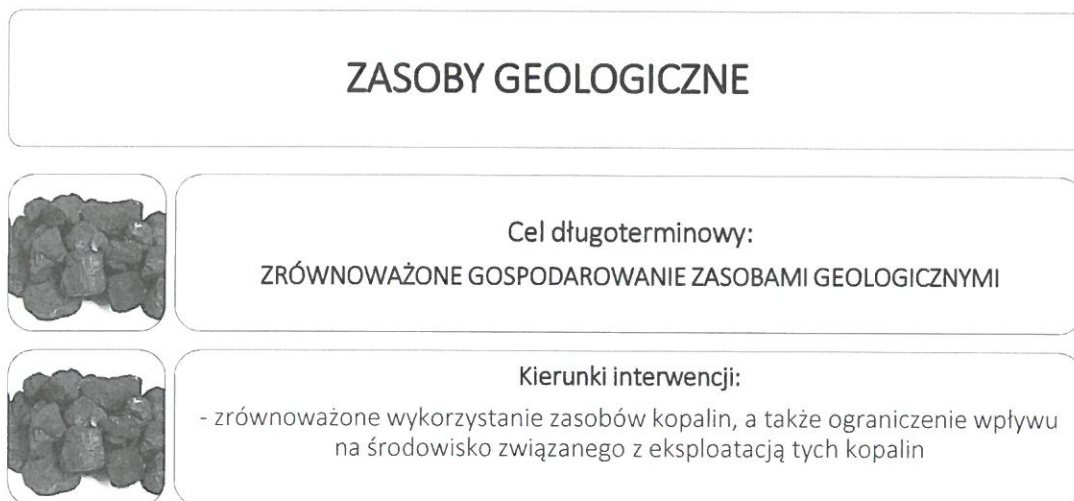 ZASOBY GEOLOGICZNE
Cel długoterminowy:
ZRÓWNOWAŻONE GOSPODAROWANIE ZASOBAMI GEOLOGICZNYMI
Kierunki interwencji:
- zrównoważone wykorzystanie zasobów kopalin, a także ograniczenie wpływu
na środowisko związanego z eksploatacją tych kopalin